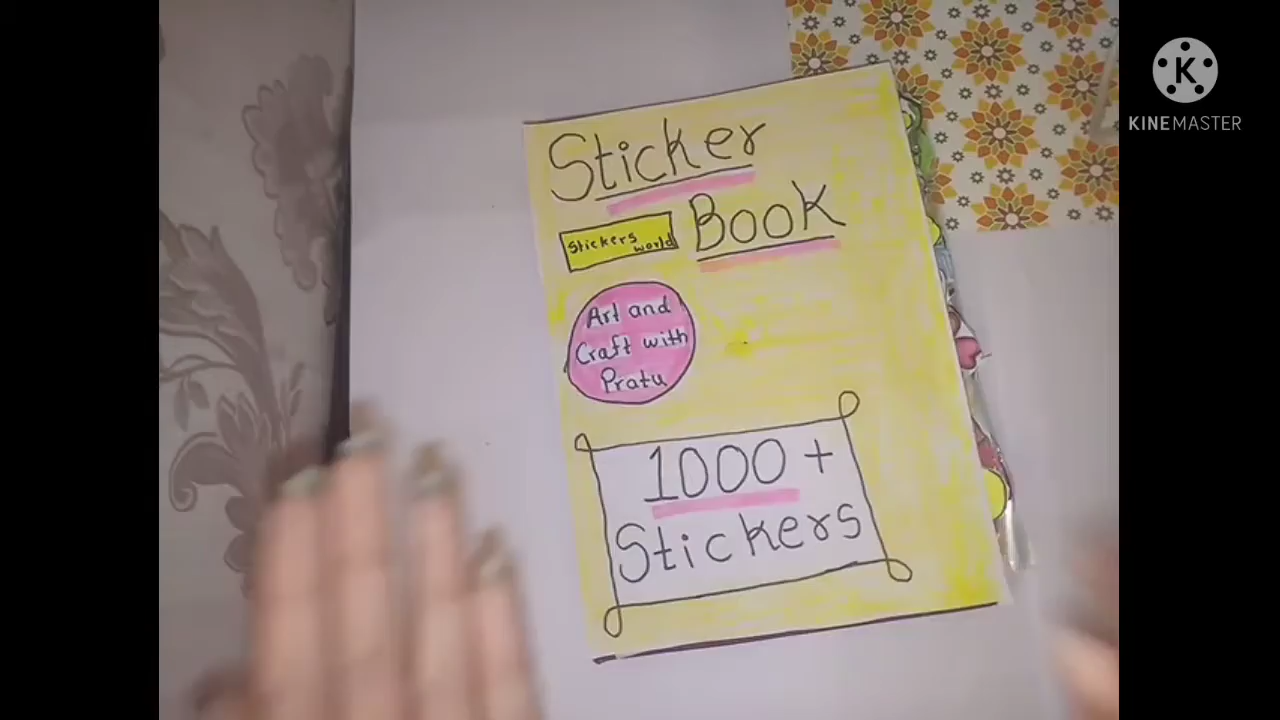 Sticker
Book
Stickers
world
Art and
Craft with
Pratu
1000+
Stickers
K
KINEMASTER